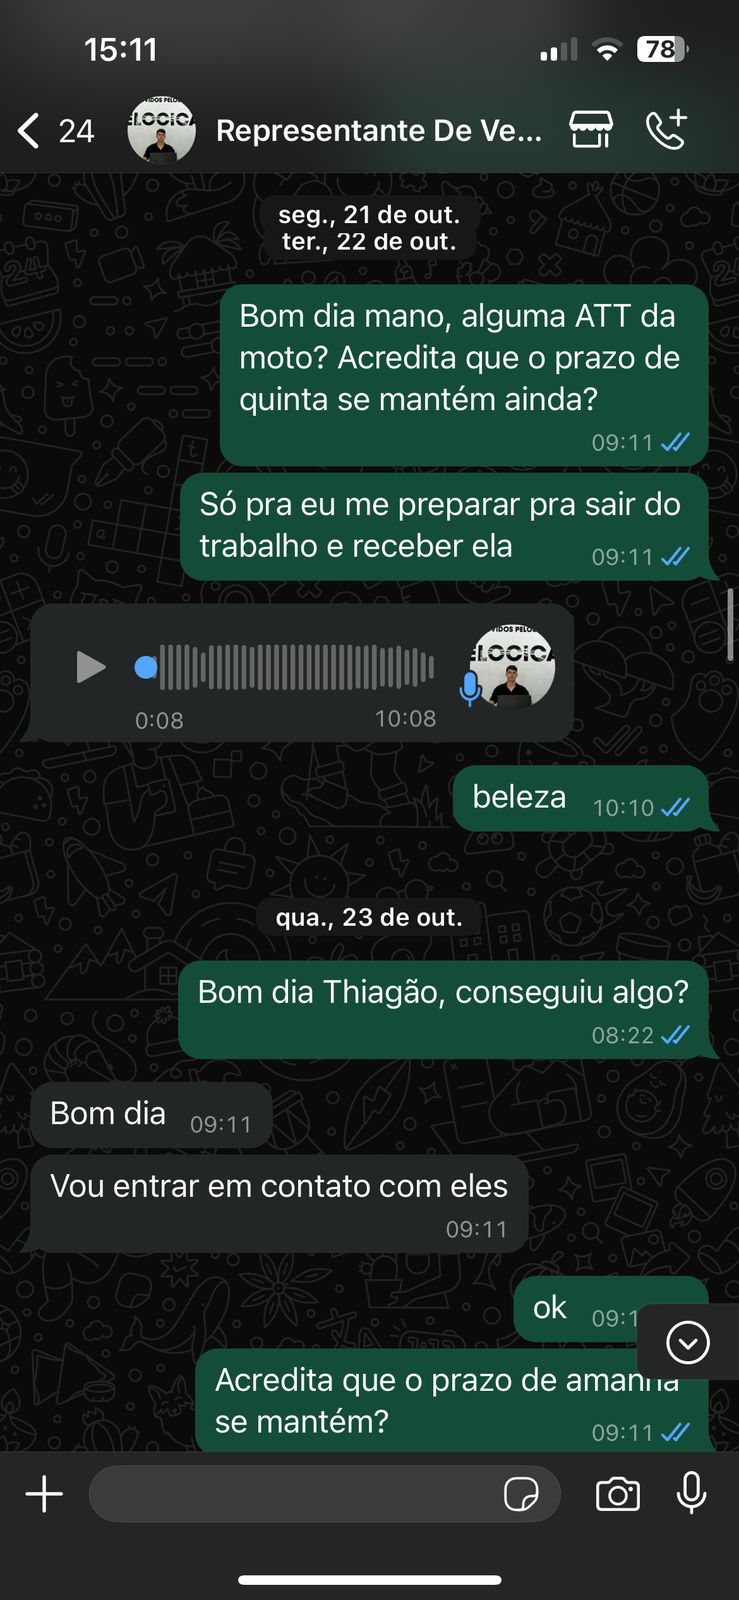 15:11
78
24
Representante De Ve...
seg., 21 de out.
ter., 22 de out.
Bom dia mano, alguma ATT da
moto? Acredita que o prazo de
quinta se mantém ainda?
09:11
Só pra eu me preparar pra sair do
trabalho e receber ela
09:11
0:08
10:08
beleza
10:10
qua., 23 de out.
Bom dia Thiagão, conseguiu algo?
08:22
Bom dia
09:11
Vou entrar em contato com eles
09:11
ok
Acredita que o prazo de amanhã
se mantém?
09:11